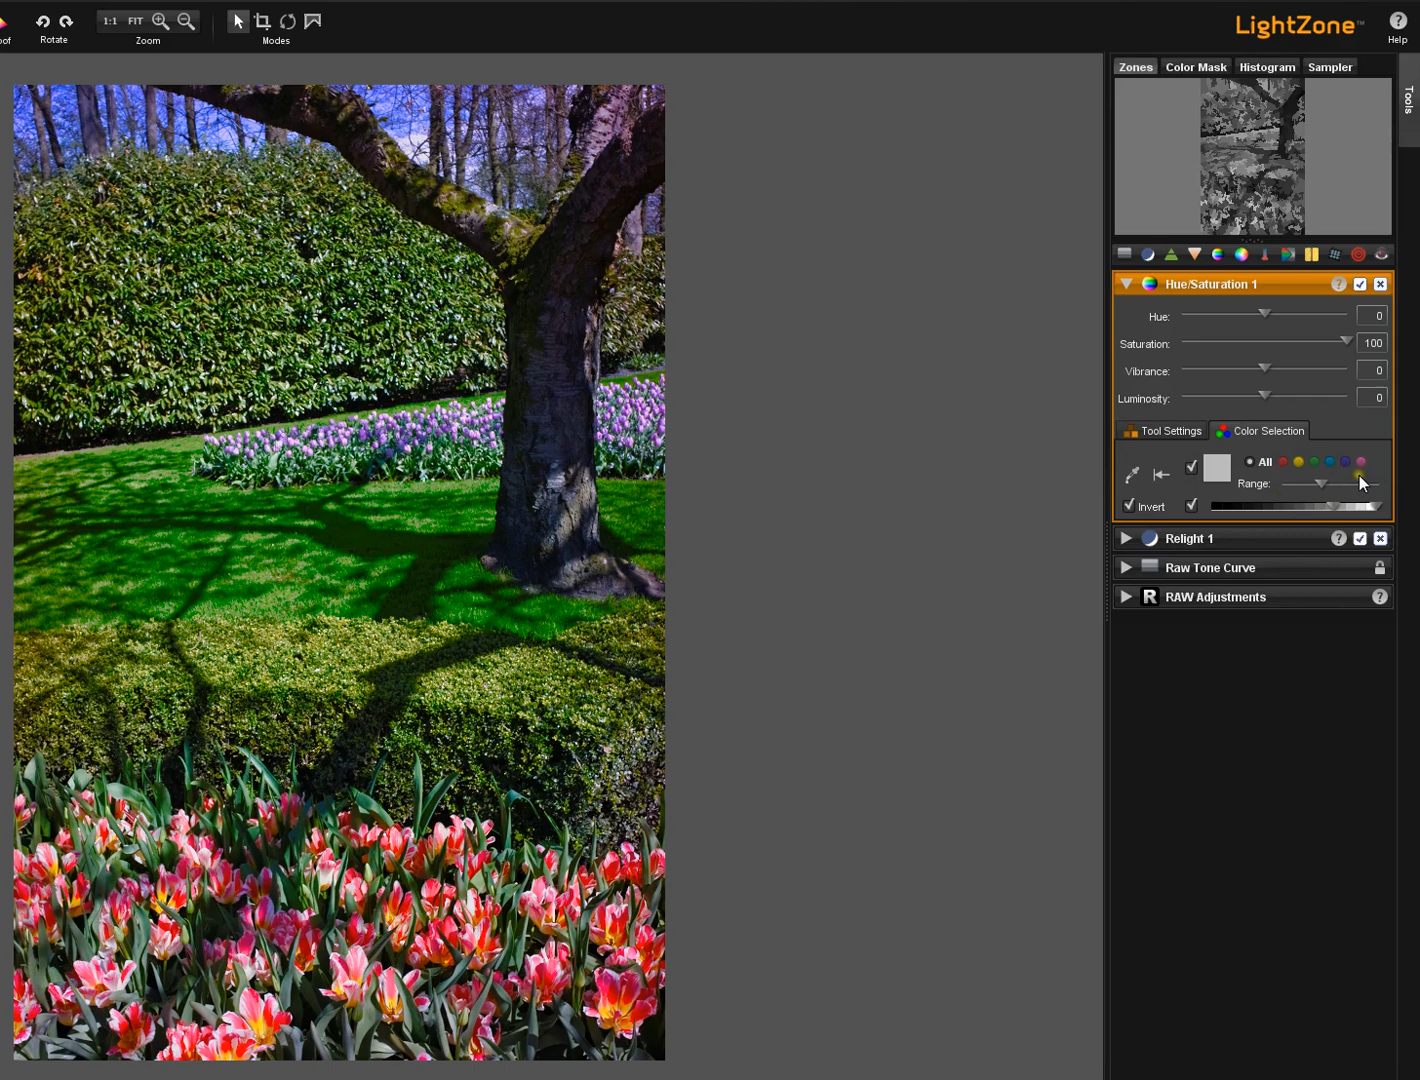 1:1 FIT
LightZone™
?
oof Rotate Zoom Modes Help
Zones Color Mask Histogram Sampler
Tools
Hue/Saturation 1 ?
Hue: 0
Saturation: 100
Vibrance: 0
Luminosity: 0
Tool Settings Color Selection
All
Range:
Invert
Relight 1 ?
Raw Tone Curve
R RAW Adjustments ?